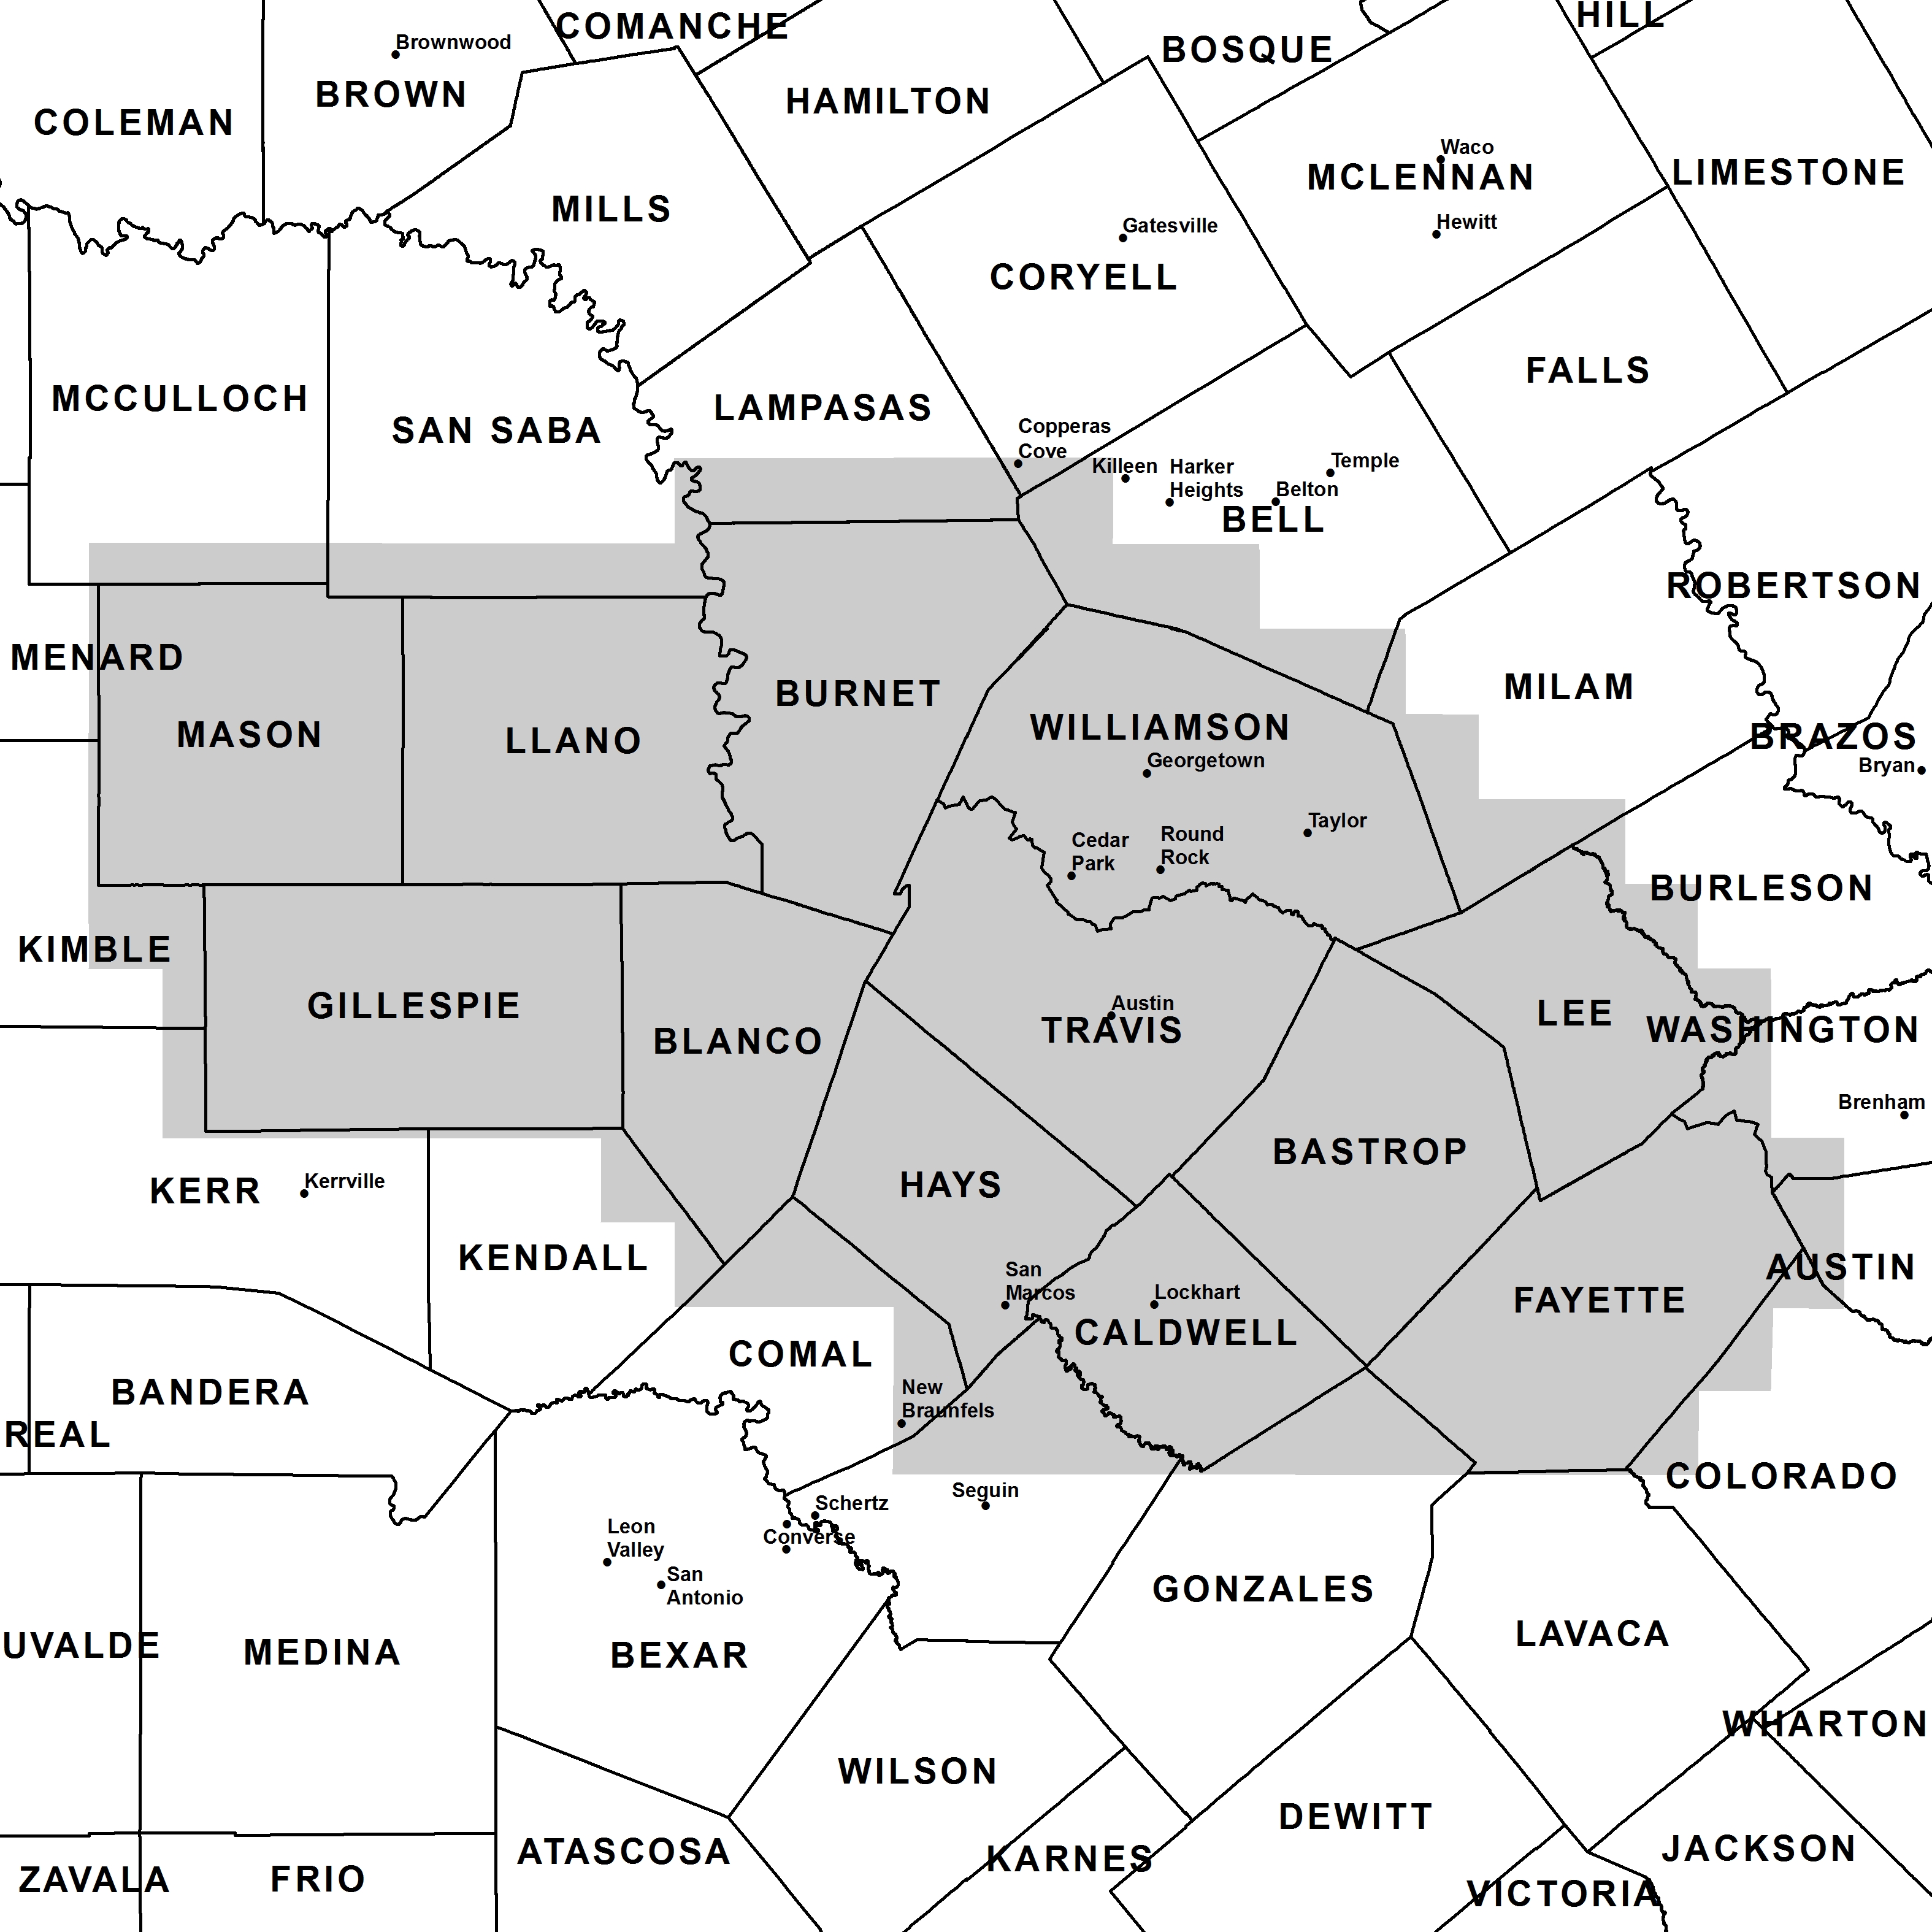 COMANCHE
HILL
Brownwood
BOSQUE
BROWN
HAMILTON
COLEMAN
Waco
MCLENNAN
LIMESTONE
MILLS
Gatesville
Hewitt
CORYELL
FALLS
MCCULLOCH
LAMPASAS
SAN SABA
Copperas
Cove
Killeen
Harker
Heights
Temple
Belton
BELL
ROBERTSON
MENARD
BURNET
MILAM
MASON
LLANO
WILLIAMSON
Georgetown
BRAZOS
Bryan
Taylor
Cedar
Park
Round
Rock
BURLESON
KIMBLE
GILLESPIE
Austin
LEE
BLANCO
TRAVIS
WASHINGTON
Brenham
BASTROP
KERR
Kerrville
HAYS
KENDALL
San
Marcos
Lockhart
AUSTIN
FAYETTE
CALDWELL
COMAL
BANDERA
New
Braunfels
REAL
COLORADO
Seguin
Schertz
Converse
Leon
Valley
San
Antonio
GONZALES
UVALDE
MEDINA
BEXAR
LAVACA
WHARTON
WILSON
DEWITT
ATASCOSA
KARNES
JACKSON
ZAVALA
FRIO
VICTORIA